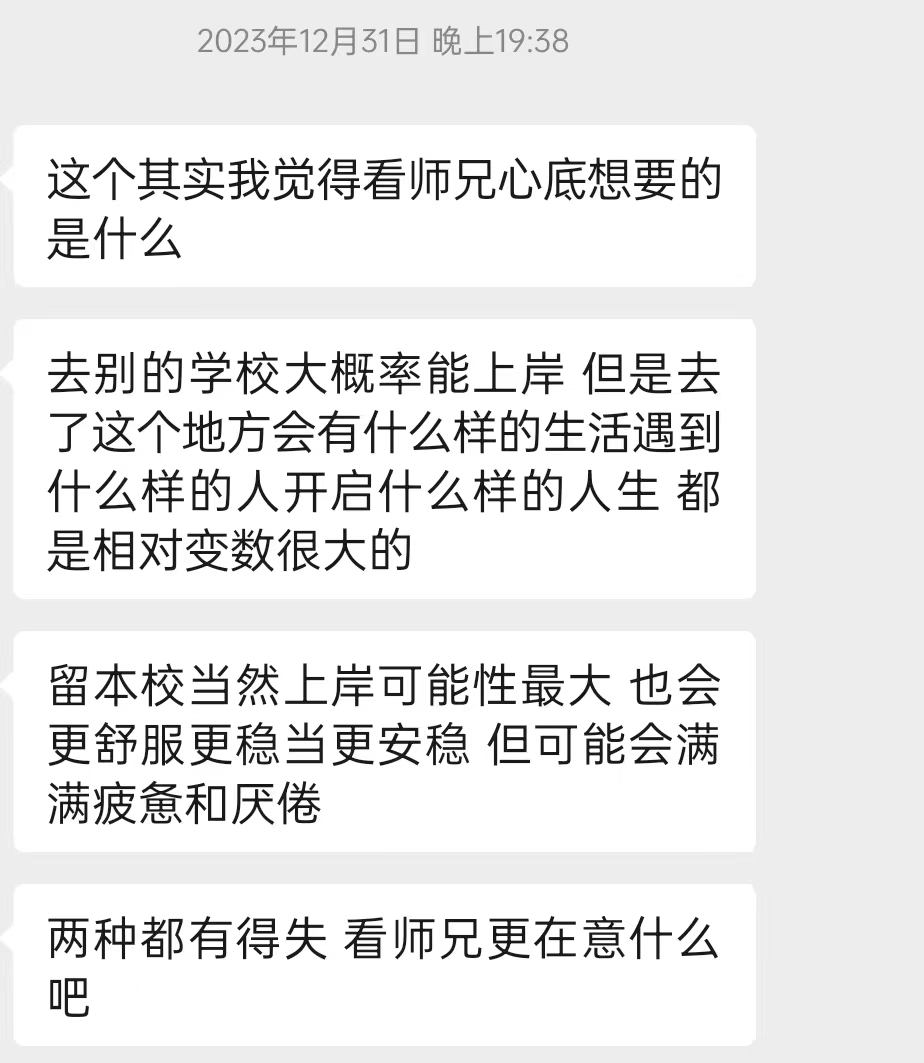 2023年12月31日 晚上19:38
这个其实我觉得看师兄心底想要的
是什么
去别的学校大概率能上岸 但是去
了这个地方会有什么样的生活遇到
什么样的人开启什么样的人生 都
是相对变数很大的
留本校当然上岸可能性最大 也会
更舒服更稳当更安稳 但可能会满
满疲惫和厌倦
两种都有得失 看师兄更在意什么
吧